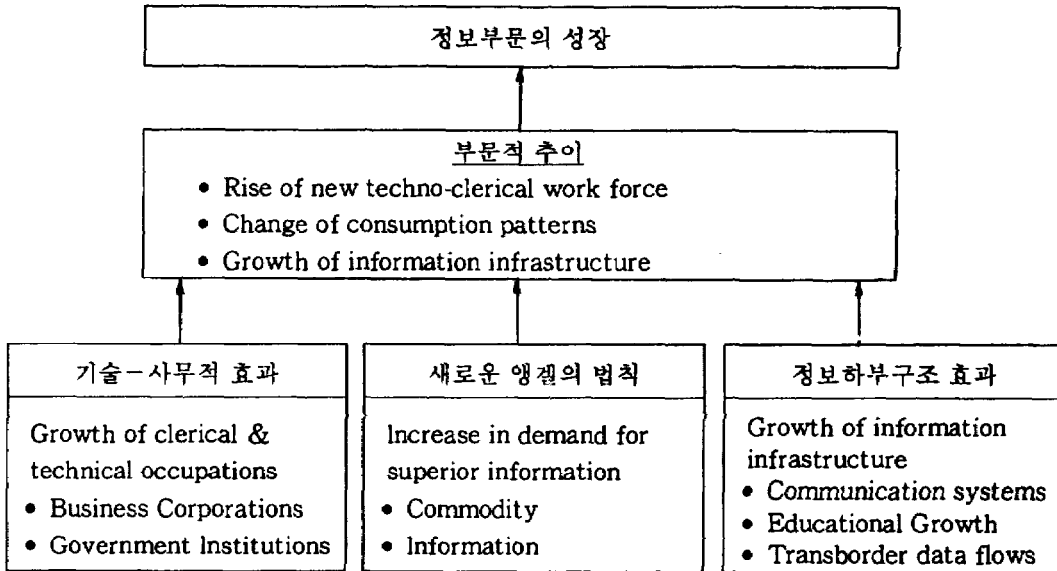 정보부문의 성장
부문적 추이
• Rise of new techno-clerical work force
• Change of consumption patterns
• Growth of information infrastructure
기술-사무적 효과
Growth of clerical &
technical occupations
• Business Corporations
• Government Institutions
새로운 앵겔의 법칙
Increase in demand for
superior information
• Commodity
• Information
정보하부구조 효과
Growth of information
infrastructure
• Communication systems
• Educational Growth
• Transborder data flows